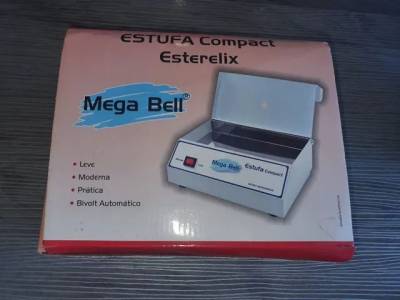 ESTUFA Compact
Esterelix
Mega Bell®
• Leve
• Moderna
• Prática
• Bivolt Automático
Mega Bell
Estufa Compact